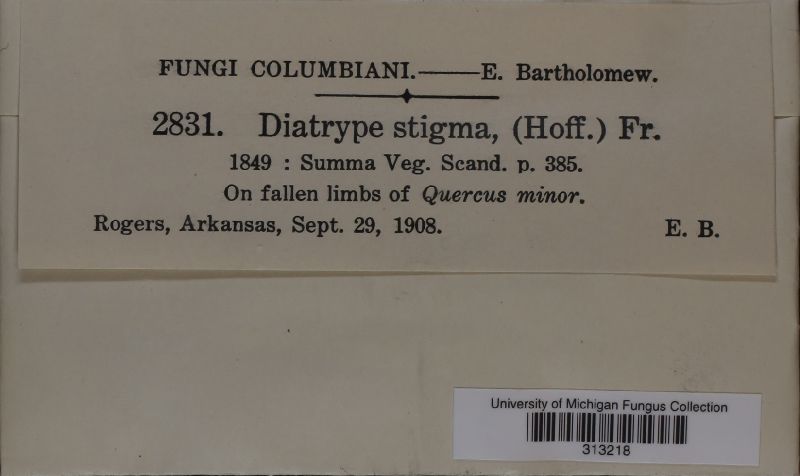 FUNGI COLUMBIANI.——E. Bartholomew.
2831. Diatrype stigma, (Hoff.) Fr.
1849 : Summa Veg. Scand. p. 385.
On fallen limbs of Quercus minor.
Rogers, Arkansas, Sept. 29, 1908. E. B.
University of Michigan Fungus Collection
313218